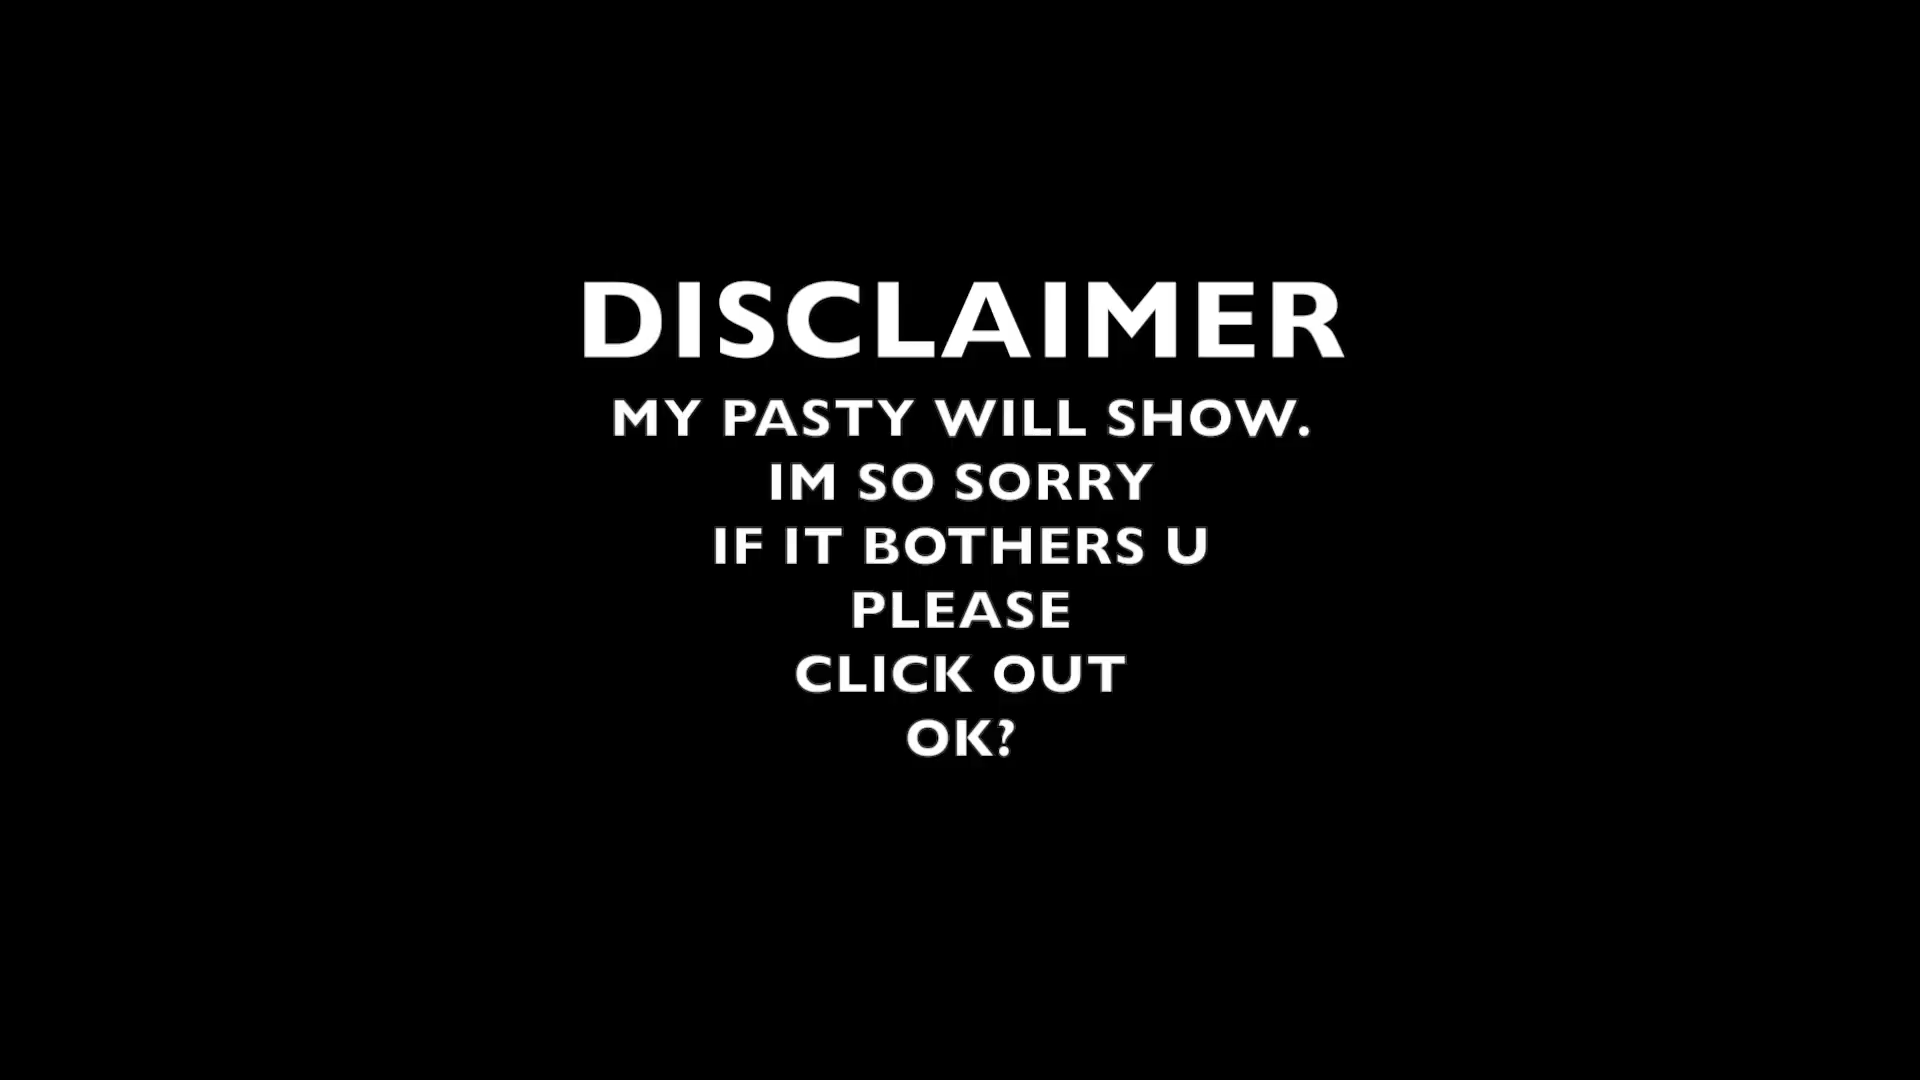 DISCLAIMER
MY PASTY WILL SHOW.
IM SO SORRY
IF IT BOTHERS U
PLEASE
CLICK OUT
OK?